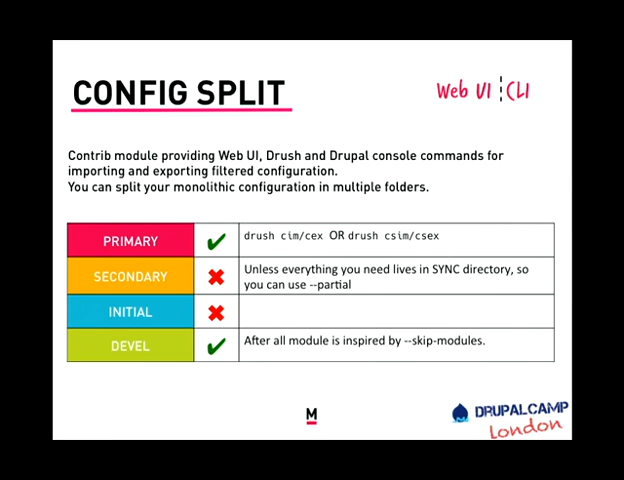 CONFIG SPLIT
Web UI CLI
Contrib module providing Web UI, Drush and Drupal console commands for
importing and exporting filtered configuration.
You can split your monolithic configuration in multiple folders.
PRIMARY ✔ drush cim/cex OR drush csim/csex
SECONDARY ✖ Unless everything you need lives in SYNC directory, so
you can use --partial
INITIAL ✖
DEVEL ✔ After all module is inspired by --skip-modules.
M
DRUPALCAMP
London